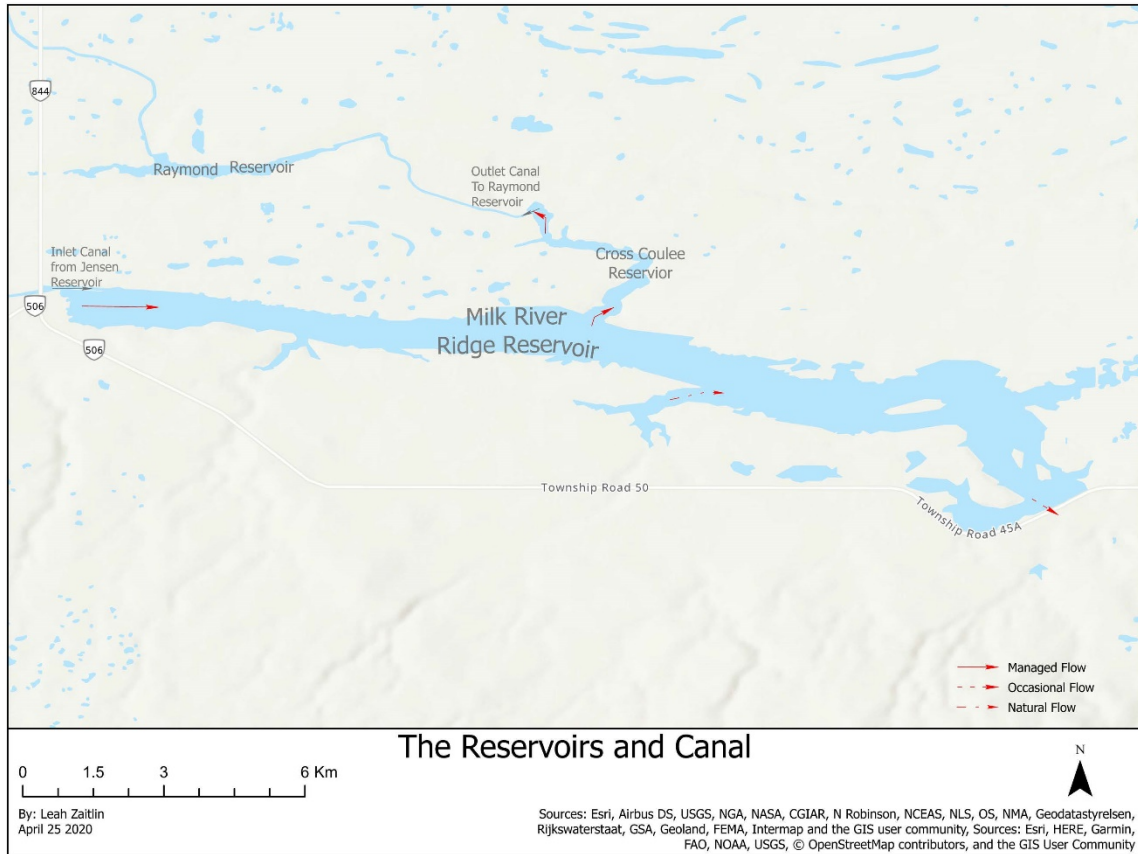 844
Raymond Reservoir
Outlet Canal
To Raymond
Reservoir
Inlet Canal
from Jensen
Reservoir
Cross Coulee
Reservior
506
506
Milk River
Ridge Reservoir
Township Road 50
Township Road 45A
Managed Flow
Occasional Flow
Natural Flow
The Reservoirs and Canal
0 1.5 3 6 Km
N
By: Leah Zaitlin
April 25 2020
Sources: Esri, Airbus DS, USGS, NGA, NASA, CGIAR, N Robinson, NCEAS, NLS, OS, NMA, Geodatastyrelsen,
Rijkswaterstaat, GSA, Geoland, FEMA, Intermap and the GIS user community, Sources: Esri, HERE, Garmin,
FAO, NOAA, USGS, © OpenStreetMap contributors, and the GIS User Community